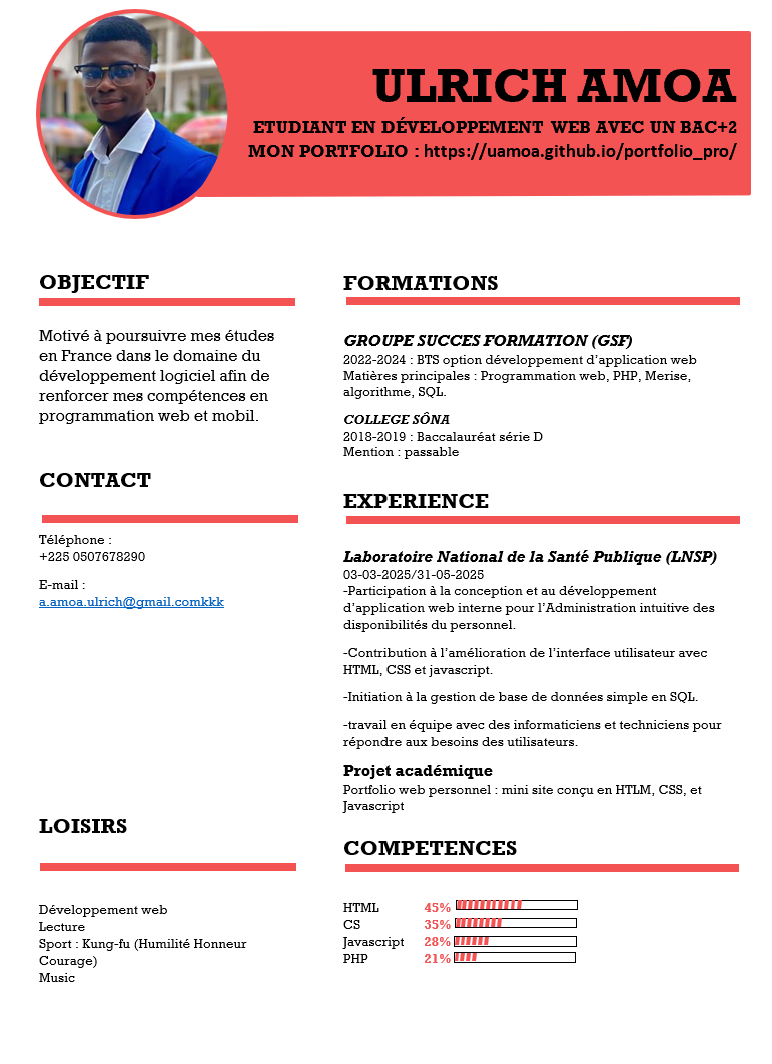 ULRICH AMOA
ETUDIANT EN DÉVELOPPEMENT WEB AVEC UN BAC+2
MON PORTFOLIO : https://uamoa.github.io/portfolio_pro/
OBJECTIF
Motivé à poursuivre mes études
en France dans le domaine du
développement logiciel afin de
renforcer mes compétences en
programmation web et mobil.
CONTACT
Téléphone :
+225 0507678290
E-mail :
a.amoa.ulrich@gmail.comkkk
LOISIRS
Développement web
Lecture
Sport : Kung-fu (Humilité Honneur
Courage)
Music
FORMATIONS
GROUPE SUCCES FORMATION (GSF)
2022-2024 : BTS option développement d’application web
Matières principales : Programmation web, PHP, Merise,
algorithme, SQL.
COLLEGE SÔNA
2018-2019 : Baccalauréat série D
Mention : passable
EXPERIENCE
Laboratoire National de la Santé Publique (LNSP)
03-03-2025/31-05-2025
-Participation à la conception et au développement
d’application web interne pour l’Administration intuitive des
disponibilités du personnel.
-Contribution à l’amélioration de l’interface utilisateur avec
HTML, CSS et javascript.
-Initiation à la gestion de base de données simple en SQL.
-travail en équipe avec des informaticiens et techniciens pour
répondre aux besoins des utilisateurs.
Projet académique
Portfolio web personnel : mini site conçu en HTLM, CSS, et
Javascript
COMPETENCES
HTML 45%
CS 35%
Javascript 28%
PHP 21%